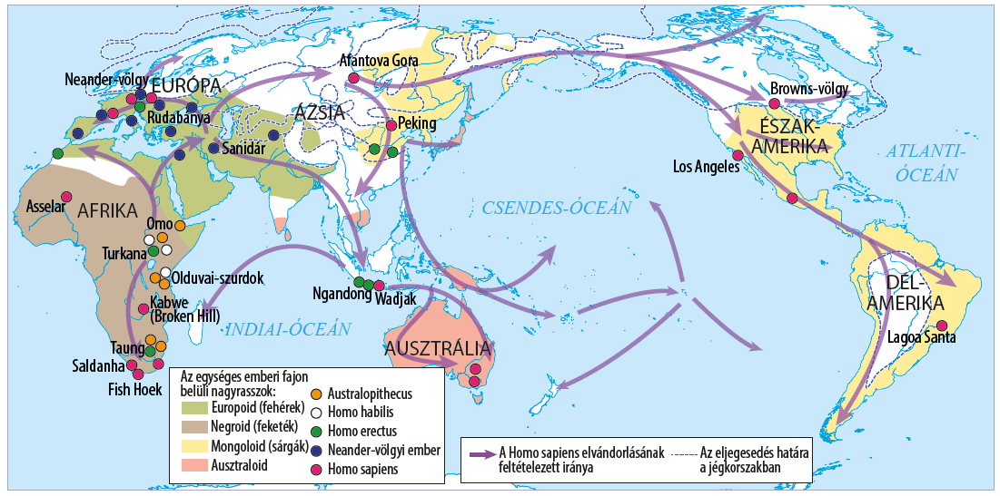 Afantova Gora
Neander-völgy
EURÓPA
Browns-völgy
ÁZSIA
Rudabánya
Peking
ÉSZAK-
AMERIKA
Sanidár
Los Angeles
ATLANTI-
ÓCEÁN
Asselar
AFRIKA
CSENDES-ÓCEÁN
Omo
Turkana
Olduvai-szurdok
Ngandong
Wadjak
DÉL-
AMERIKA
Kabwe
(Broken Hill)
INDIAI-ÓCEÁN
Lagoa Santa
Taung
AUSZTRÁLIA
Saldanha
Fish Hoek
Az egységes emberi fajon
belüli nagyrasszok:
Europoid (fehérek)
Negroid (feketék)
Mongoloid (sárgák)
Ausztraloid
Australopithecus
Homo habilis
Homo erectus
Neander-völgyi ember
Homo sapiens
A Homo sapiens elvándorlásának
feltételezett iránya
Az eljegesedés határa
a jégkorszakban